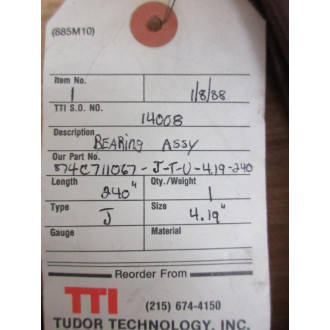 (885M10)
Item No.
1
1/8/88
TTI S.O. NO.
14008
Description
BEARING ASSY
Our Part No.
574C711067-J-T-U-4.19-240
Length
240"
Qty./Weight
1
Type
J
Size
4.19"
Gauge
Material
Reorder From
TTI
(215) 674-4150
TUDOR TECHNOLOGY, INC.